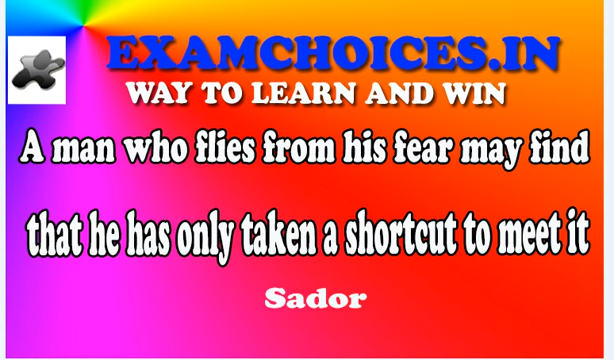 EXAMCHOICES.IN
WAY TO LEARN AND WIN
A man who flies from his fear may find
that he has only taken a shortcut to meet it
Sador